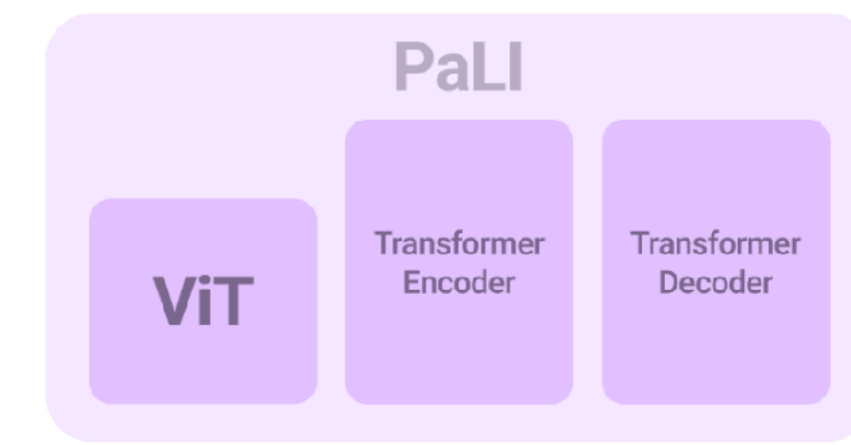 PaLI
ViT
Transformer
Encoder
Transformer
Decoder